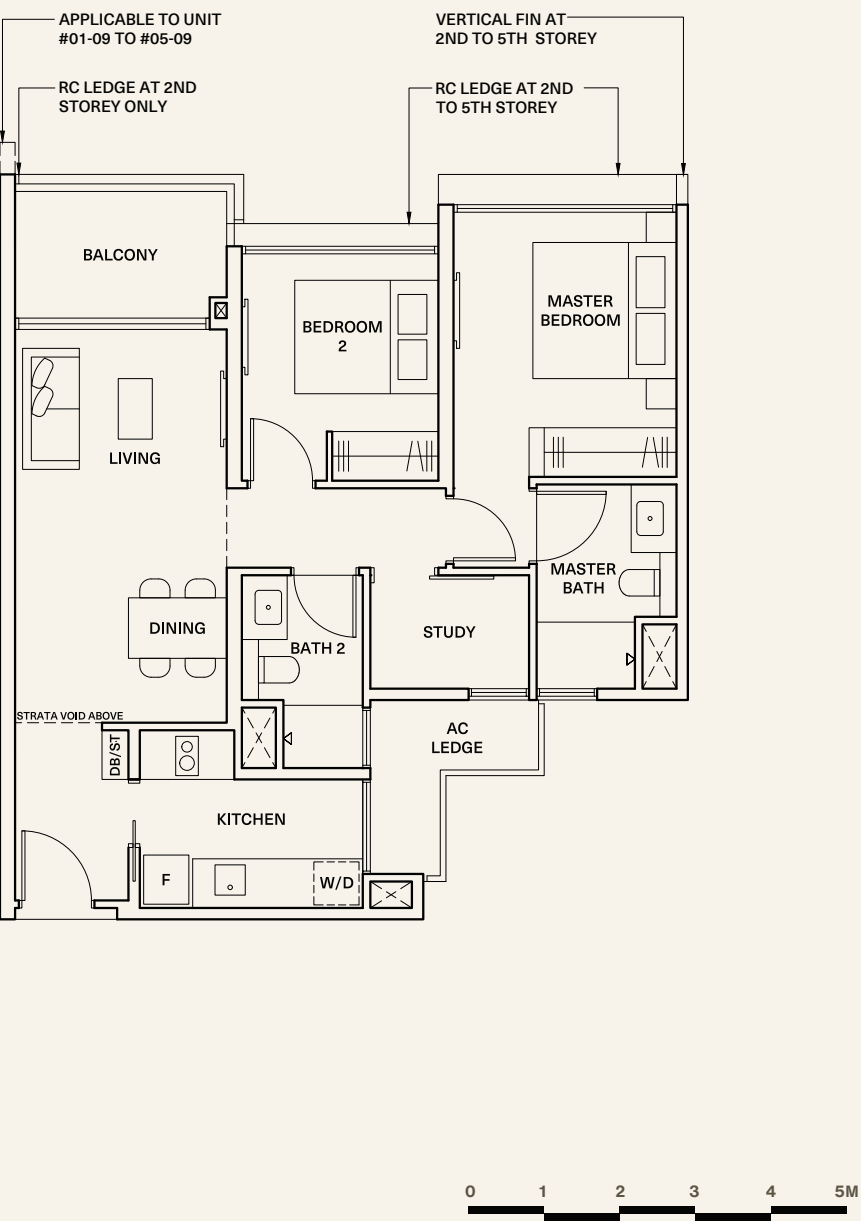 APPLICABLE TO UNIT
#01-09 TO #05-09
VERTICAL FIN AT
2ND TO 5TH STOREY
RC LEDGE AT 2ND
STOREY ONLY
RC LEDGE AT 2ND
TO 5TH STOREY
BALCONY
BEDROOM
2
MASTER
BEDROOM
LIVING
MASTER
BATH
DINING
BATH 2
STUDY
STRATA VOID ABOVE
DB/ST
AC
LEDGE
KITCHEN
F
W/D
0 1 2 3 4 5M